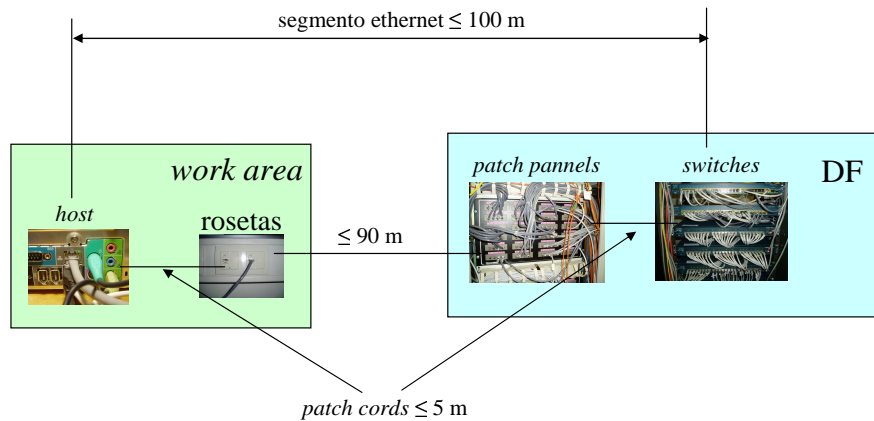 segmento ethernet ≤ 100 m
work area
patch pannels
switches
DF
host
rosetas
≤ 90 m
patch cords ≤ 5 m